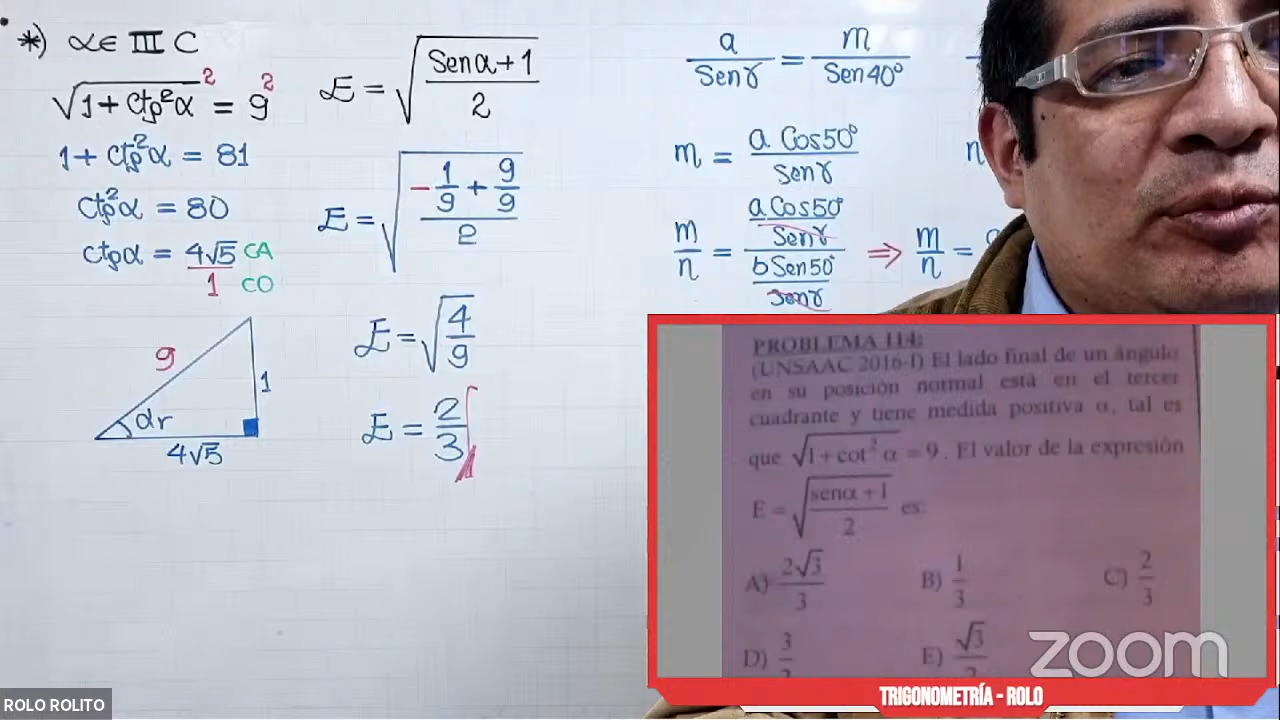 *) α ∈ III C
√(1 + Ctg²α)² = 9²
1 + Ctg²α = 81
Ctg²α = 80
Ctgα = 4√5/1 CA CO
9
αr
1
4√5
E = √((Senα + 1)/2)
E = √((-1/9 + 9/9)/2)
E = √(4/9)
E = 2/3
a/Senγ = m/Sen40°
m = a Cos50°/Senγ
m/n = (a Cos50°/Senγ)/(b Sen50°/Senγ) ⇒ m/n =
PROBLEMA 114:
(UNSAAC 2016-I) El lado final de un ángulo
en su posición normal está en el tercer
cuadrante y tiene medida positiva α, tal es
que √(1+cot²α) = 9. El valor de la expresión
E = √((senα+1)/2) es:
A) 2√3/3 B) 1/3 C) 2/3
D) 3 E) √3
zoom
TRIGONOMETRÍA - ROLO
ROLO ROLITO